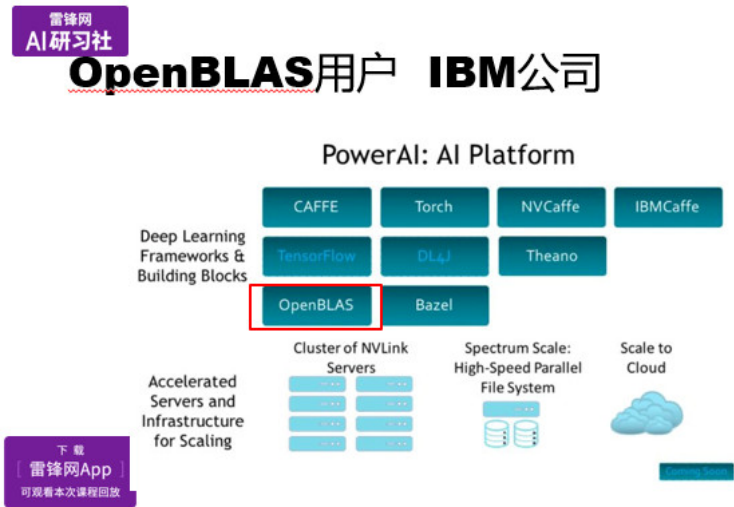 雷锋网
AI研习社
OpenBLAS用户 IBM公司
PowerAI: AI Platform
CAFFE
Torch
NVCaffe
IBMCaffe
Deep Learning
Frameworks &
Building Blocks
TensorFlow
DL4J
Theano
OpenBLAS
Bazel
Cluster of NVLink
Servers
Spectrum Scale:
High-Speed Parallel
File System
Scale to
Cloud
Accelerated
Servers and
Infrastructure
for Scaling
下载
[ 雷锋网App ]
可观看本次课程回放
Coming Soon